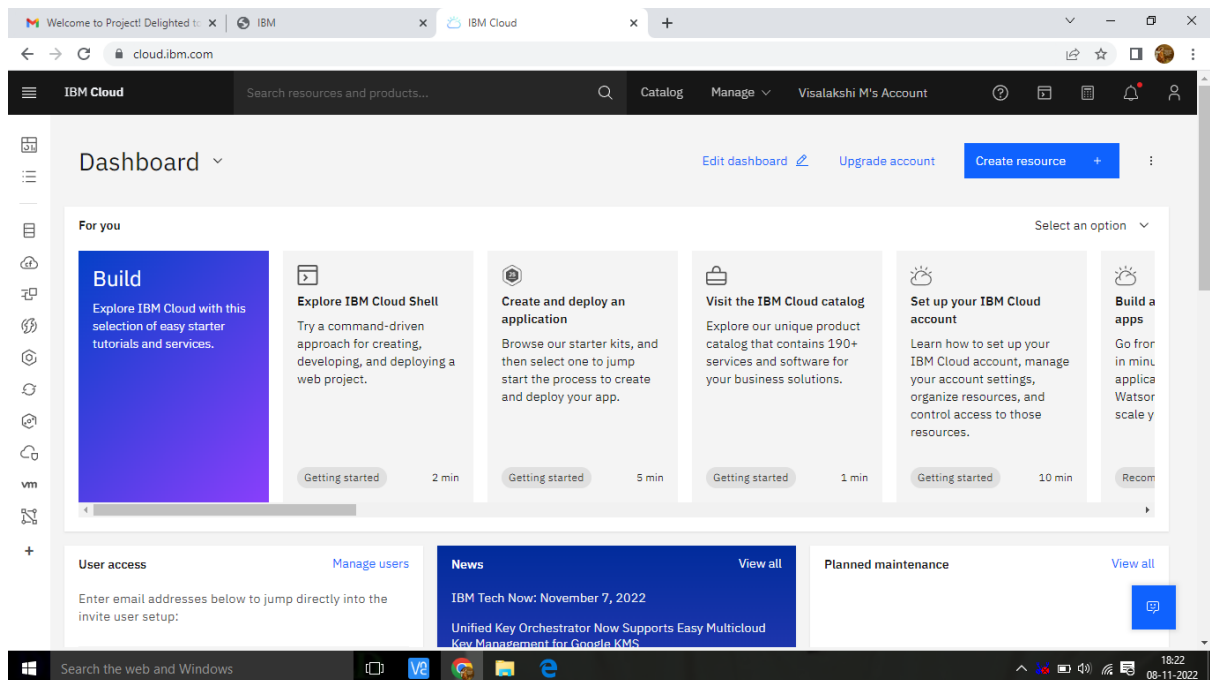 Welcome to Project! Delighted to
IBM
IBM Cloud
cloud.ibm.com
IBM Cloud
Search resources and products...
Catalog
Manage
Visalakshi M's Account
Dashboard
Edit dashboard
Upgrade account
Create resource +
For you
Select an option
Build
Explore IBM Cloud with this
selection of easy starter
tutorials and services.
Explore IBM Cloud Shell
Try a command-driven
approach for creating,
developing, and deploying a
web project.
Getting started
2 min
Create and deploy an
application
Browse our starter kits, and
then select one to jump
start the process to create
and deploy your app.
Getting started
5 min
Visit the IBM Cloud catalog
Explore our unique product
catalog that contains 190+
services and software for
your business solutions.
Getting started
1 min
Set up your IBM Cloud
account
Learn how to set up your
IBM Cloud account, manage
your account settings,
organize resources, and
control access to those
resources.
Getting started
10 min
Build a
apps
Go fror
in minu
applica
Watsor
scale y
Recom
vm
User access
Manage users
Enter email addresses below to jump directly into the
invite user setup:
News
View all
IBM Tech Now: November 7, 2022
Unified Key Orchestrator Now Supports Easy Multicloud
Key Management for Google KMS
Planned maintenance
View all
Search the web and Windows
18:22
08-11-2022